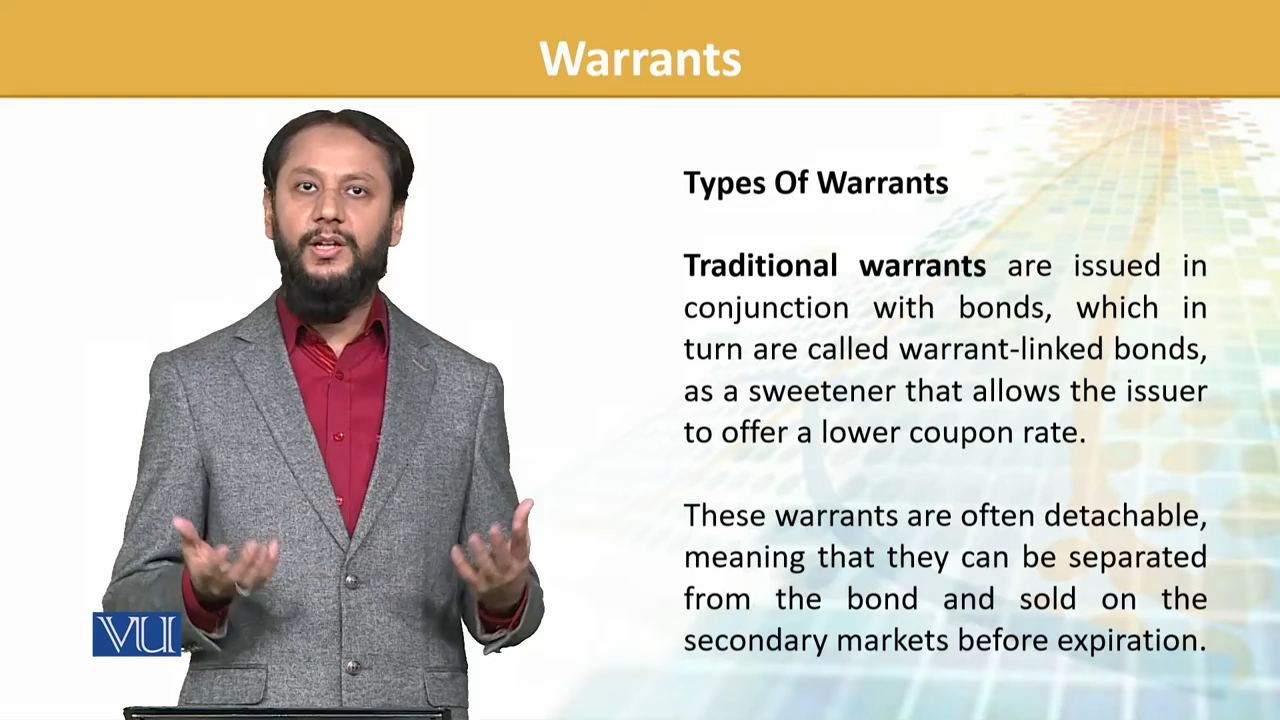 Warrants
Types Of Warrants
Traditional warrants are issued in
conjunction with bonds, which in
turn are called warrant-linked bonds,
as a sweetener that allows the issuer
to offer a lower coupon rate.
These warrants are often detachable,
meaning that they can be separated
from the bond and sold on the
secondary markets before expiration.
VU